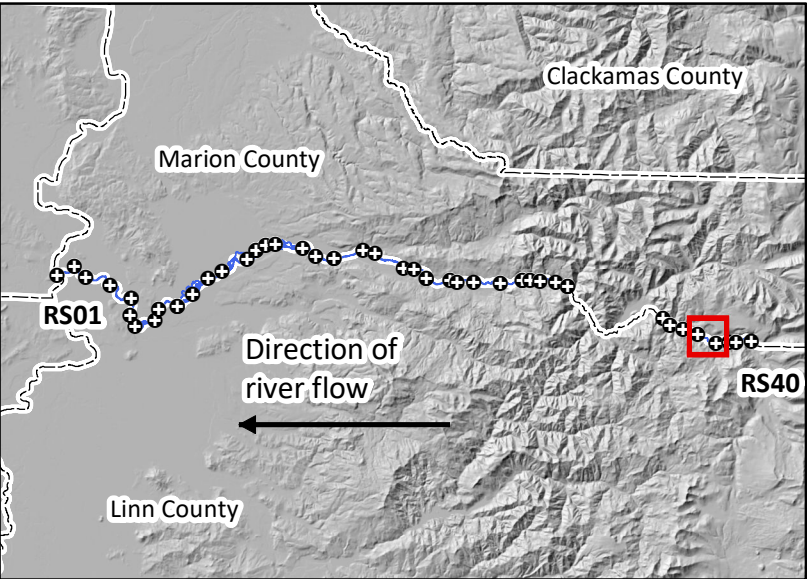 Clackamas County
Marion County
RS01
Direction of
river flow
RS40
Linn County